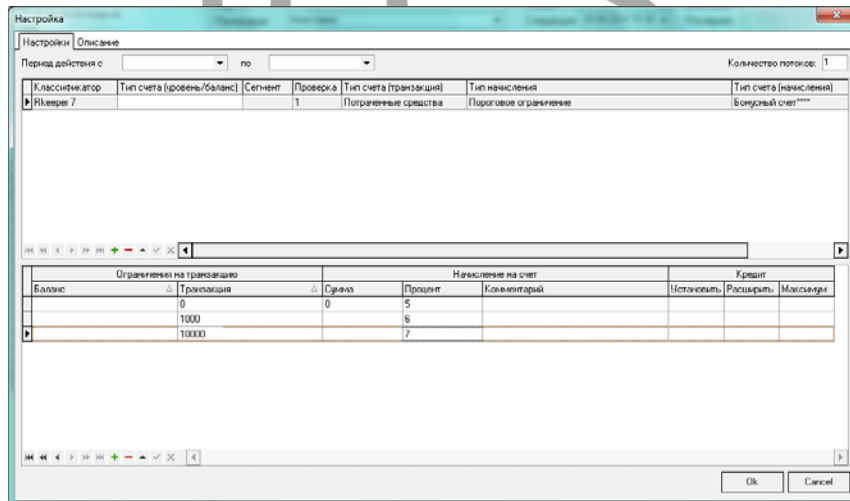 Настройка
Настройки Описание
Период действия с по Количество потоков: 1
Классификатор Тип счета (уровень/баланс) Сегмент Проверка Тип счета (транзакция) Тип начисления Тип счета (начисления)
Rkeeper 7 1 Потраченные средства Пороговое ограничение Бонусный счет****
Ограничения на транзакцию Начисление на счет Кредит
Баланс Транзакция Сумма Процент Комментарий Установить Расширить Максимум
0 0 5
1000 6
10000 7
Ok Cancel